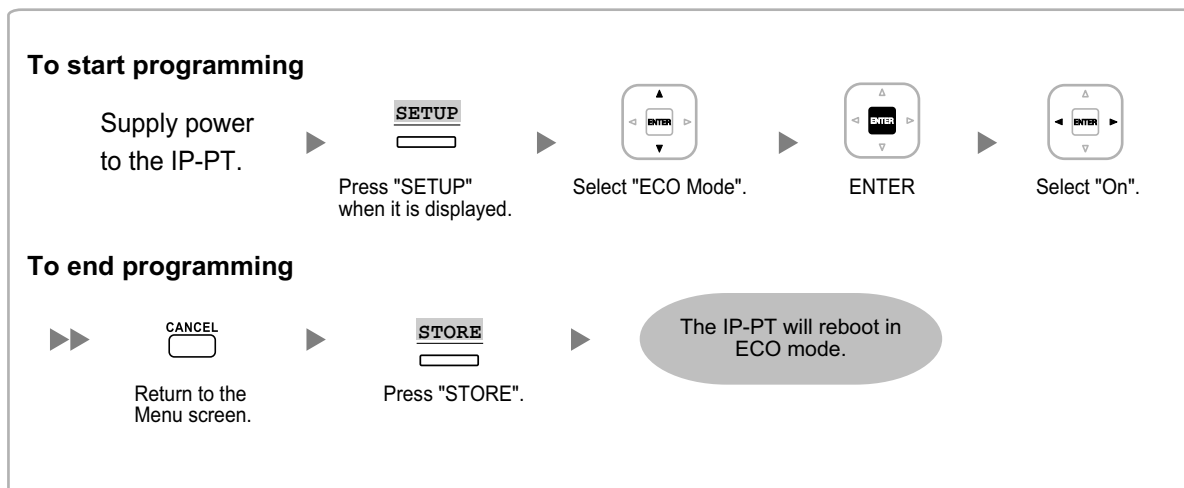 To start programming
Supply power
to the IP-PT.
SETUP
Press "SETUP"
when it is displayed.
ENTER
Select "ECO Mode".
ENTER
ENTER
ENTER
Select "On".
To end programming
CANCEL
Return to the
Menu screen.
STORE
Press "STORE".
The IP-PT will reboot in
ECO mode.